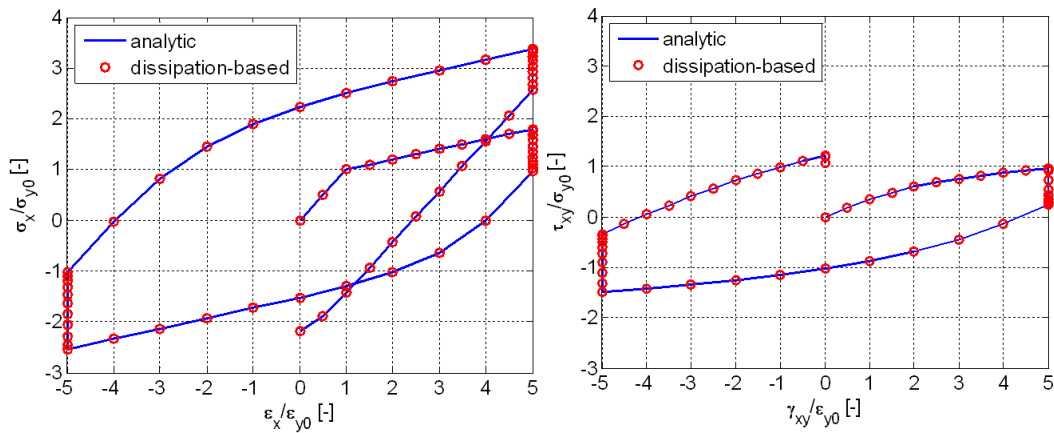 4
3
2
1
0
-1
-2
-3
σx/σy0 [-]
analytic
dissipation-based
-5 -4 -3 -2 -1 0 1 2 3 4 5
εx/εy0 [-]
4
3
2
1
0
-1
-2
-3
τxy/σy0 [-]
analytic
dissipation-based
-5 -4 -3 -2 -1 0 1 2 3 4 5
γxy/εy0 [-]